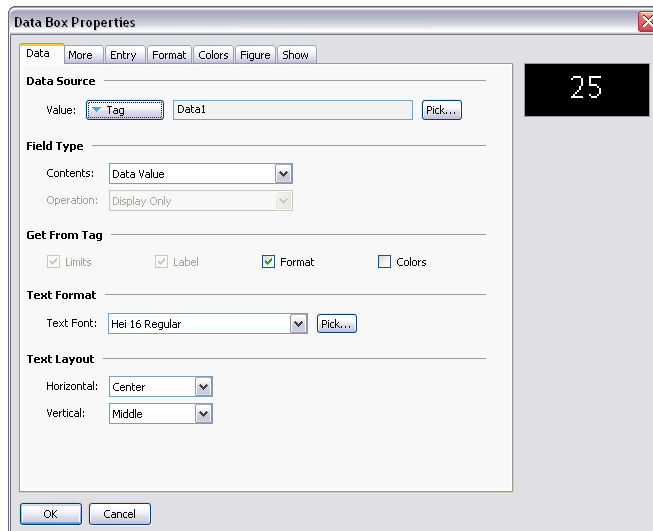 Data Box Properties
Data More Entry Format Colors Figure Show
Data Source
Value: Tag Data1 Pick...
25
Field Type
Contents: Data Value
Operation: Display Only
Get From Tag
Limits Label Format Colors
Text Format
Text Font: Hei 16 Regular Pick...
Text Layout
Horizontal: Center
Vertical: Middle
OK Cancel